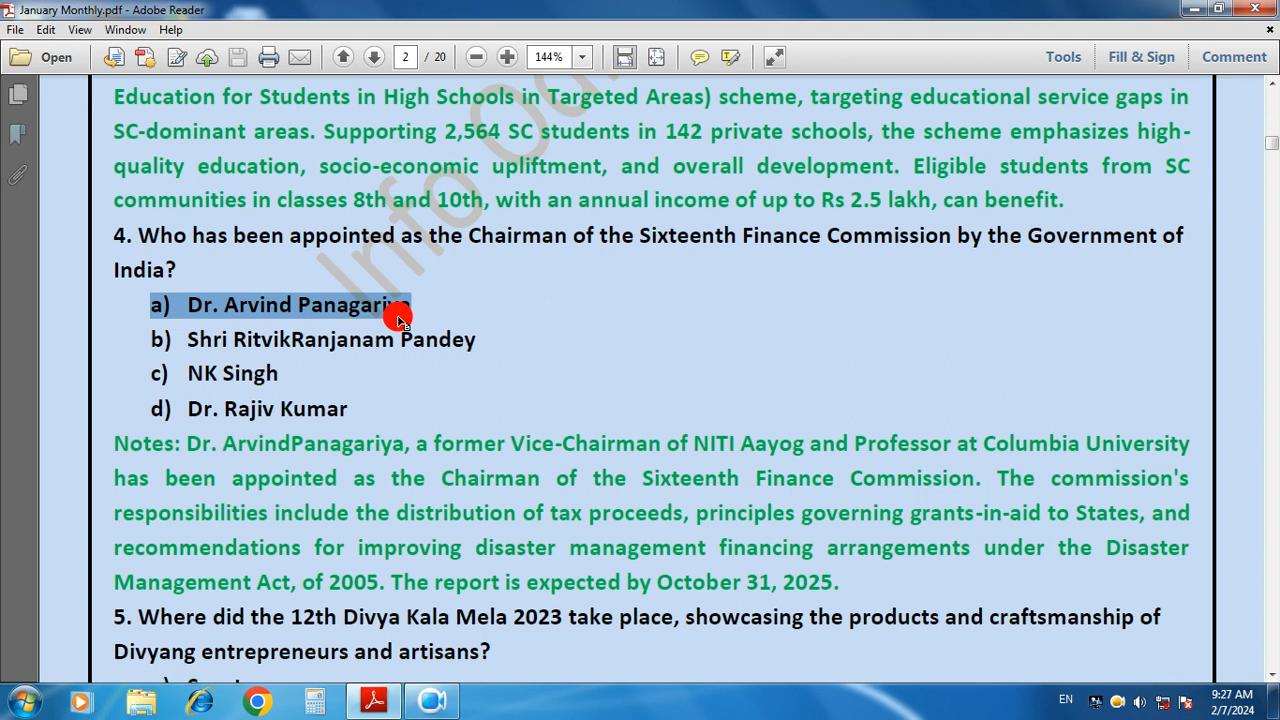 January Monthly.pdf - Adobe Reader
File Edit View Window Help
Open 2 / 20 144% Tools Fill & Sign Comment
Education for Students in High Schools in Targeted Areas) scheme, targeting educational service gaps in
SC-dominant areas. Supporting 2,564 SC students in 142 private schools, the scheme emphasizes high-
quality education, socio-economic upliftment, and overall development. Eligible students from SC
communities in classes 8th and 10th, with an annual income of up to Rs 2.5 lakh, can benefit.
4. Who has been appointed as the Chairman of the Sixteenth Finance Commission by the Government of
India?
a) Dr. Arvind Panagariya
b) Shri RitvikRanjanam Pandey
c) NK Singh
d) Dr. Rajiv Kumar
Notes: Dr. ArvindPanagariya, a former Vice-Chairman of NITI Aayog and Professor at Columbia University
has been appointed as the Chairman of the Sixteenth Finance Commission. The commission's
responsibilities include the distribution of tax proceeds, principles governing grants-in-aid to States, and
recommendations for improving disaster management financing arrangements under the Disaster
Management Act, of 2005. The report is expected by October 31, 2025.
5. Where did the 12th Divya Kala Mela 2023 take place, showcasing the products and craftsmanship of
Divyang entrepreneurs and artisans?
Info
EN 9:27 AM
2/7/2024